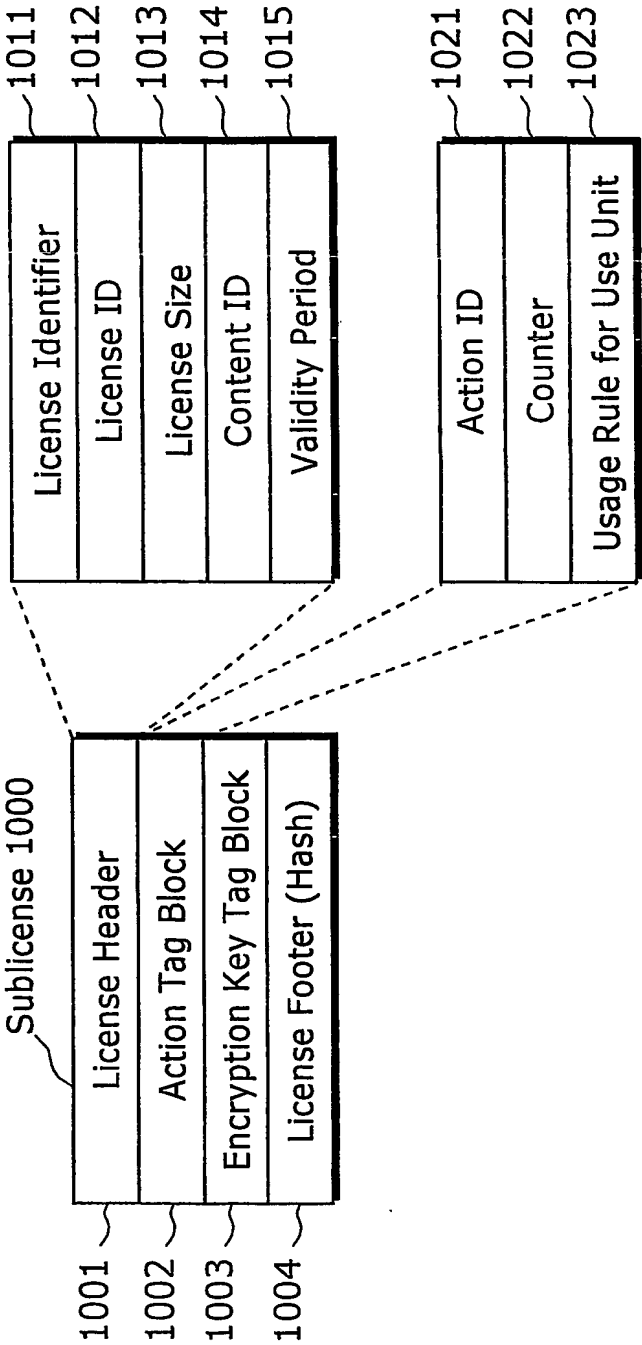 Sublicense 1000
1001 License Header
1002 Action Tag Block
1003 Encryption Key Tag Block
1004 License Footer (Hash)
License Identifier 1011
License ID 1012
License Size 1013
Content ID 1014
Validity Period 1015
Action ID 1021
Counter 1022
Usage Rule for Use Unit 1023